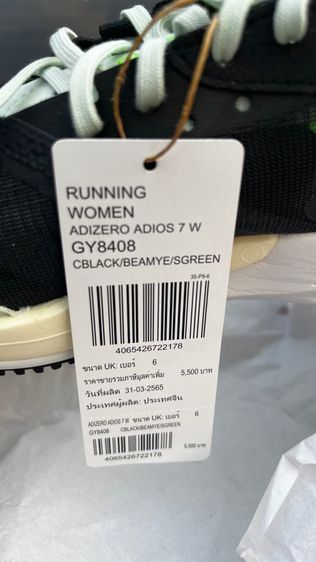 RUNNING
WOMEN
ADIZERO ADIOS 7 W
GY8408
CBLACK/BEAMYE/SGREEN
35-P9-6
4065426722178
ขนาด UK: เบอร์ 6
ราคาขายรวมภาษีมูลค่าเพิ่ม 5,500 บาท
วันที่ผลิต 31-03-2565
ประเทศผู้ผลิต: ประเทศจีน
ADIZERO ADIOS 7 W ขนาด UK: เบอร์ 6
GY8408 CBLACK/BEAMYE/SGREEN
5,500 บาท
4065426722178